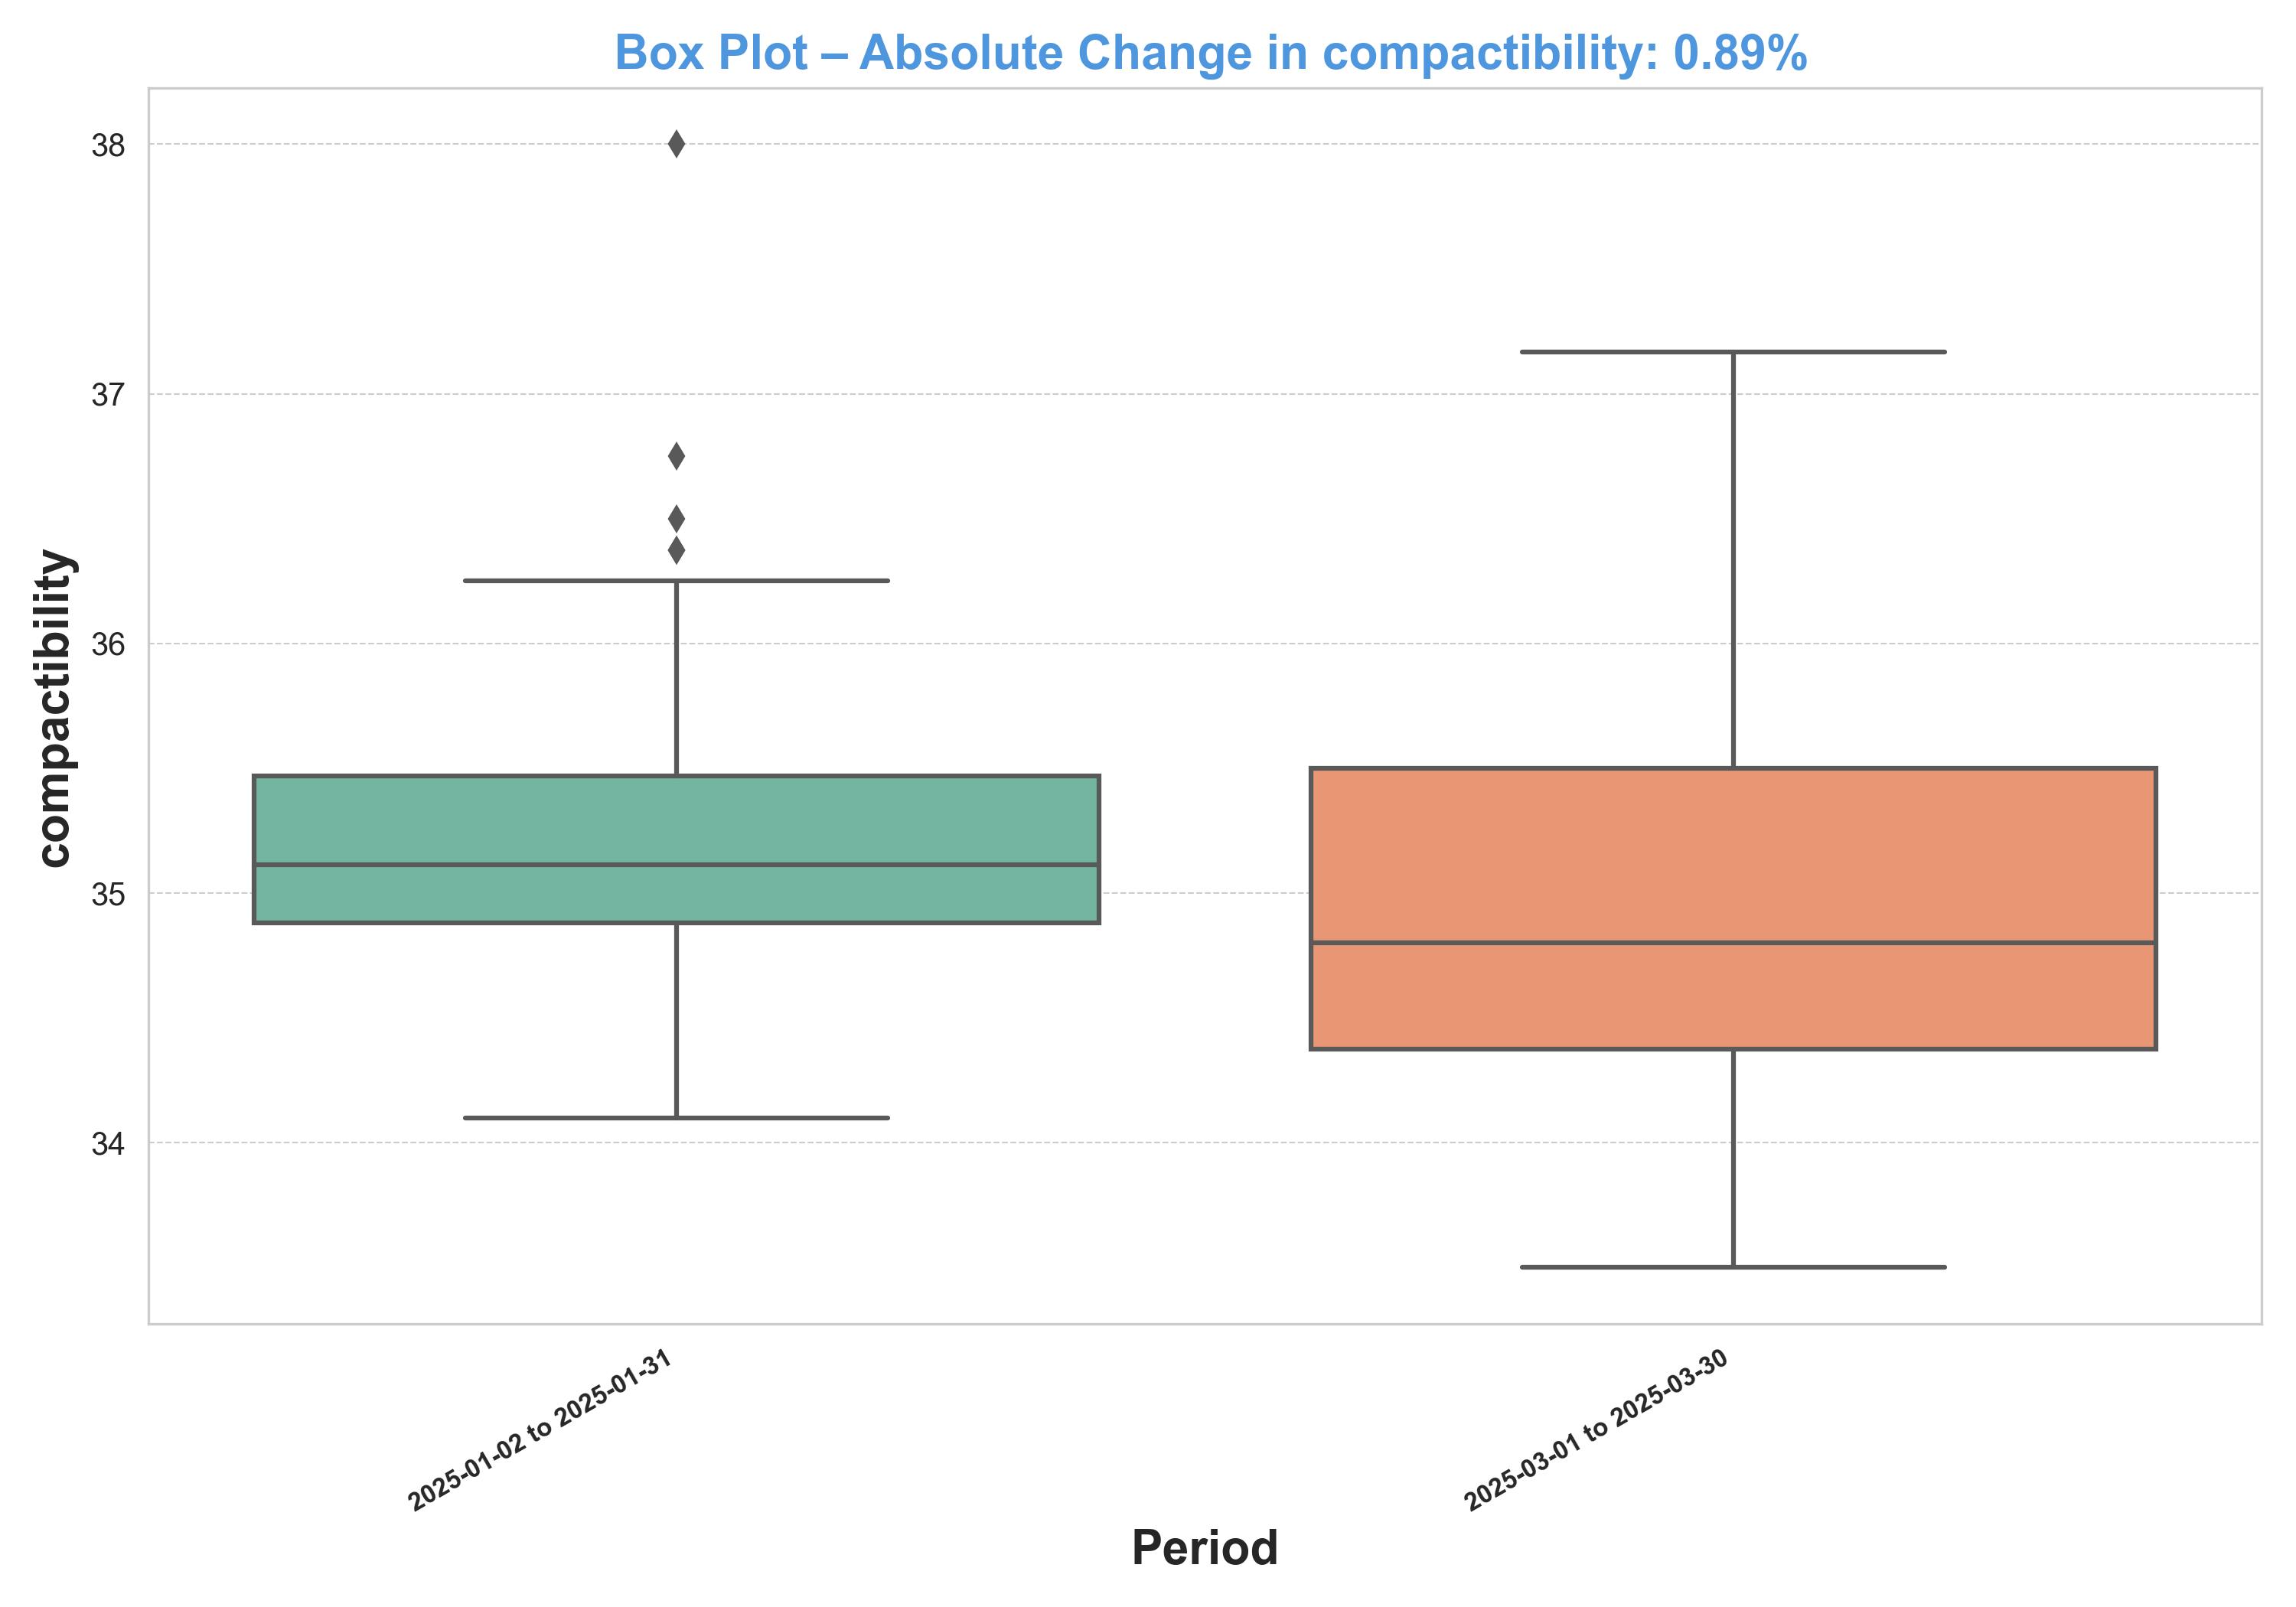 Box Plot – Absolute Change in compactibility: 0.89%
compactibility
38
37
36
35
34
2025-01-02 to 2025-01-31
2025-03-01 to 2025-03-30
Period